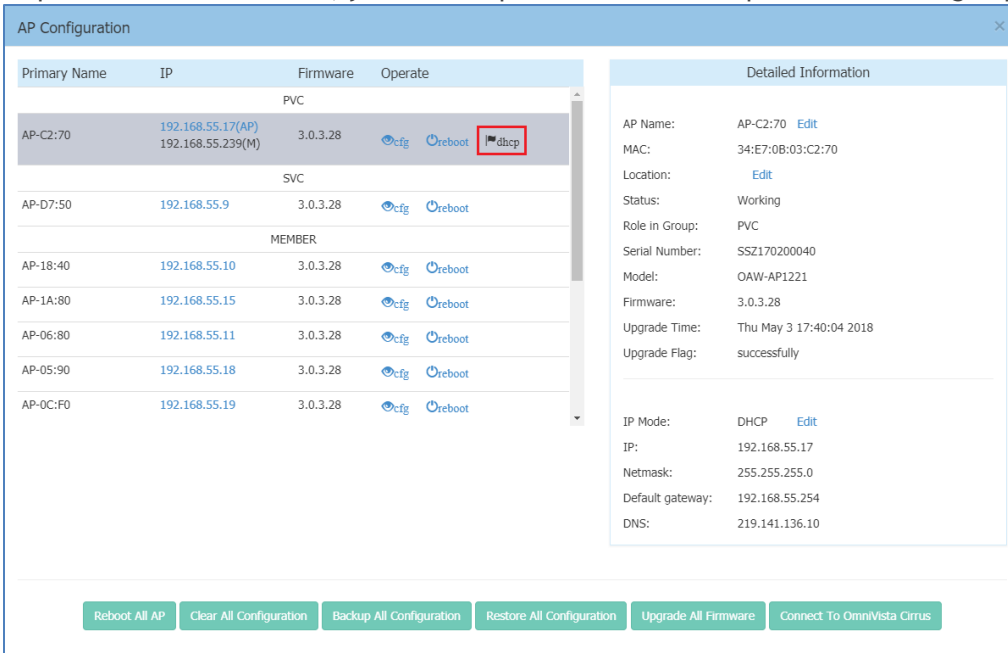 AP Configuration
Primary Name IP Firmware Operate
PVC
AP-C2:70 192.168.55.17(AP) 192.168.55.239(M) 3.0.3.28 cfg reboot dhcp
SVC
AP-D7:50 192.168.55.9 3.0.3.28 cfg reboot
MEMBER
AP-18:40 192.168.55.10 3.0.3.28 cfg reboot
AP-1A:80 192.168.55.15 3.0.3.28 cfg reboot
AP-06:80 192.168.55.11 3.0.3.28 cfg reboot
AP-05:90 192.168.55.18 3.0.3.28 cfg reboot
AP-0C:F0 192.168.55.19 3.0.3.28 cfg reboot
Detailed Information
AP Name: AP-C2:70 Edit
MAC: 34:E7:0B:03:C2:70
Location: Edit
Status: Working
Role in Group: PVC
Serial Number: SSZ170200040
Model: OAW-AP1221
Firmware: 3.0.3.28
Upgrade Time: Thu May 3 17:40:04 2018
Upgrade Flag: successfully
IP Mode: DHCP Edit
IP: 192.168.55.17
Netmask: 255.255.255.0
Default gateway: 192.168.55.254
DNS: 219.141.136.10
Reboot All AP Clear All Configuration Backup All Configuration Restore All Configuration Upgrade All Firmware Connect To OmniVista Cirrus